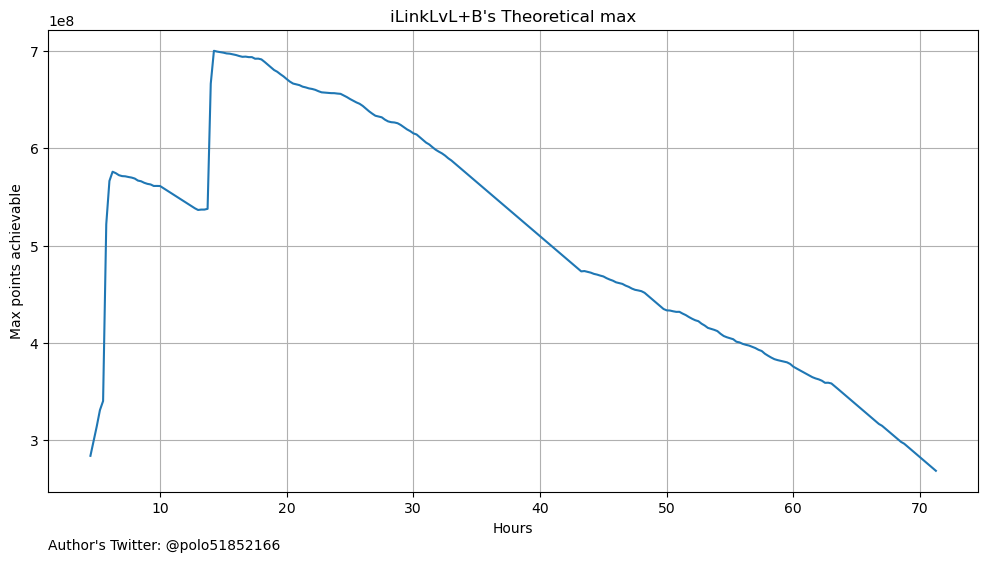 iLinkLvL+B's Theoretical max
1e8
7
6
5
4
3
Max points achievable
10 20 30 40 50 60 70
Hours
Author's Twitter: @polo51852166